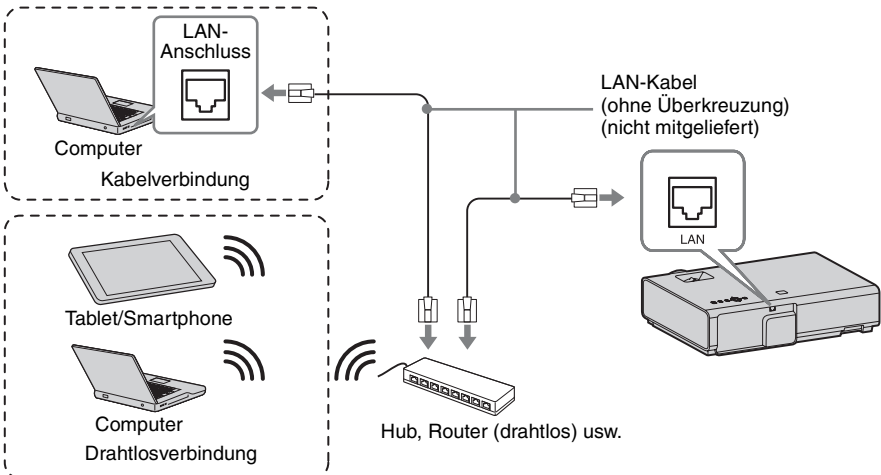 LAN-
Anschluss
Computer
Kabelverbindung
LAN-Kabel
(ohne Überkreuzung)
(nicht mitgeliefert)
LAN
Tablet/Smartphone
Computer
Drahtlosverbindung
Hub, Router (drahtlos) usw.